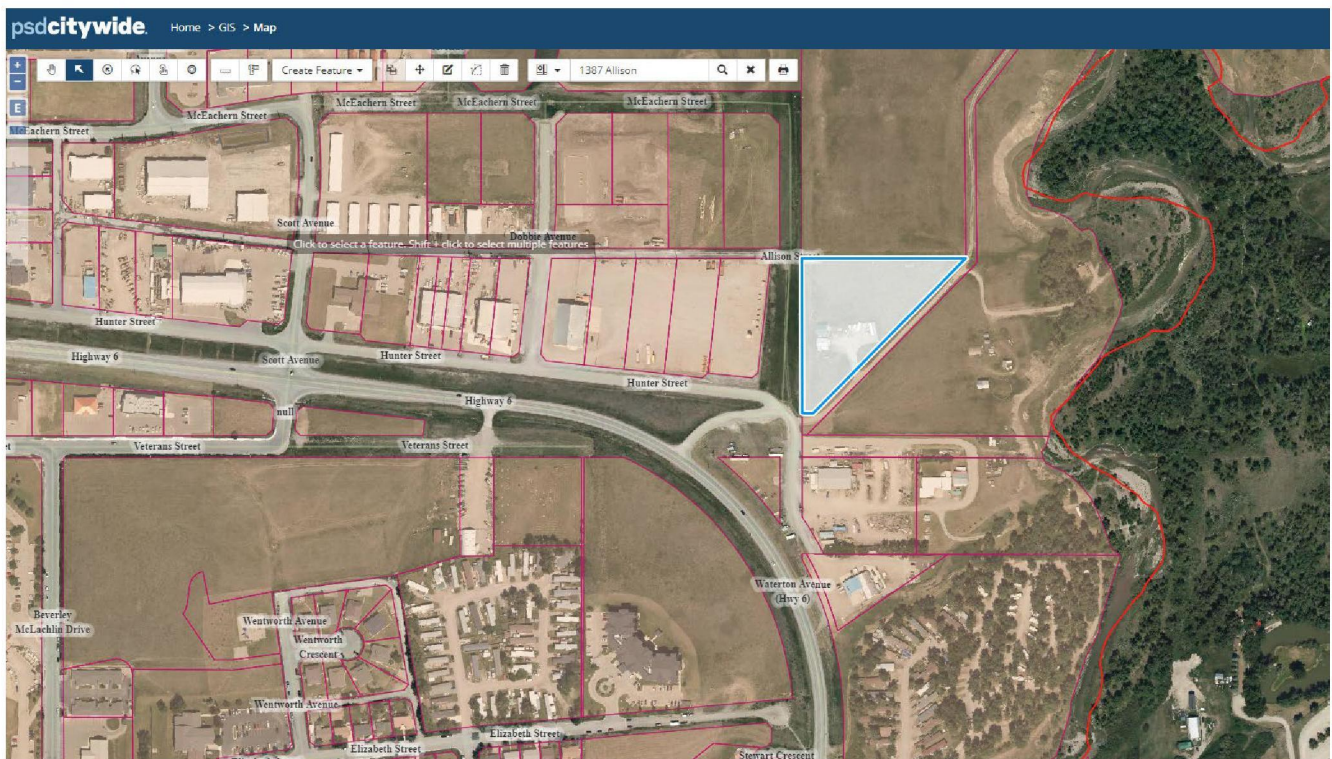 psdcitywide. Home > GIS > Map
+
−
E
Create Feature
1387 Allison
McEachern Street
McEachern Street
McEachern Street
McEachern Street
McEachern Street
Scott Avenue
Dobbie Avenue
Click to select a feature. Shift + click to select multiple features
Allison Street
Hunter Street
Highway 6
Scott Avenue
Hunter Street
Hunter Street
Highway 6
null
Veterans Street
Veterans Street
Waterton Avenue
(Hwy 6)
Beverley
McLachlin Drive
Wentworth Avenue
Wentworth
Crescent
Wentworth Avenue
Elizabeth Street
Elizabeth Street
Stewart Crescent